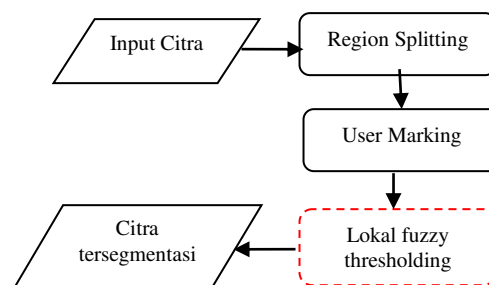 Input Citra
Region Splitting
User Marking
Lokal fuzzy
thresholding
Citra
tersegmentasi